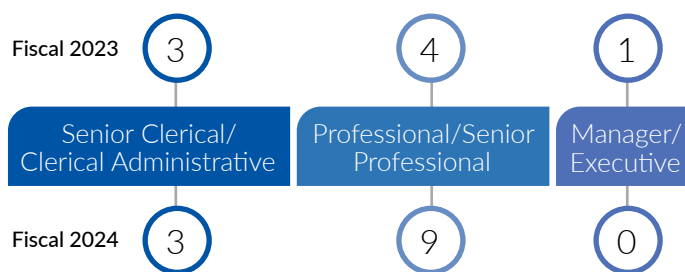 Fiscal 2023 3 4 1
Senior Clerical/ Professional/Senior Manager/
Clerical Administrative Professional Executive
Fiscal 2024 3 9 0